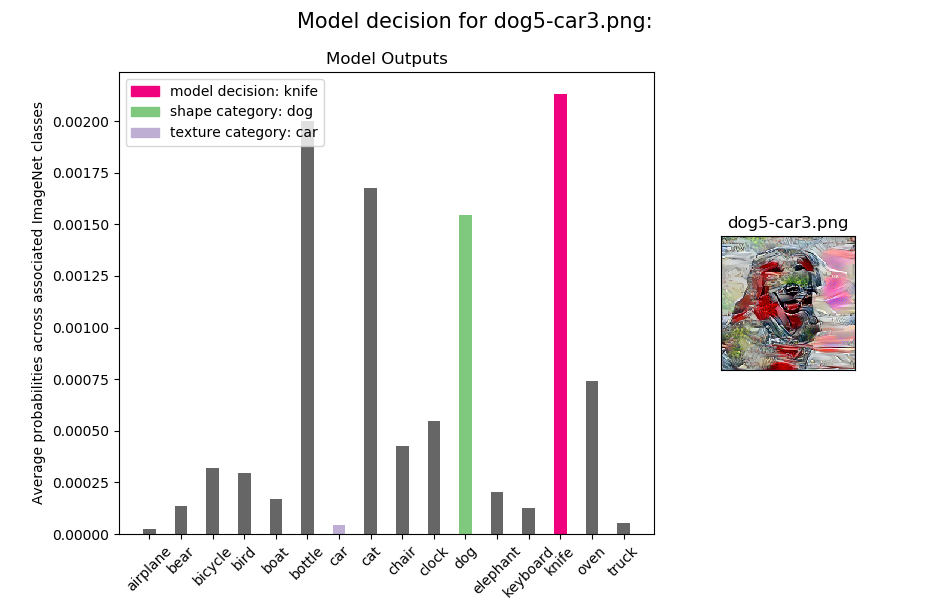 Model decision for dog5-car3.png:
Model Outputs
model decision: knife
shape category: dog
texture category: car
Average probabilities across associated ImageNet classes
0.00200
0.00175
0.00150
0.00125
0.00100
0.00075
0.00050
0.00025
0.00000
airplane
bear
bicycle
bird
boat
bottle
car
cat
chair
clock
dog
elephant
keyboard
knife
oven
truck
dog5-car3.png